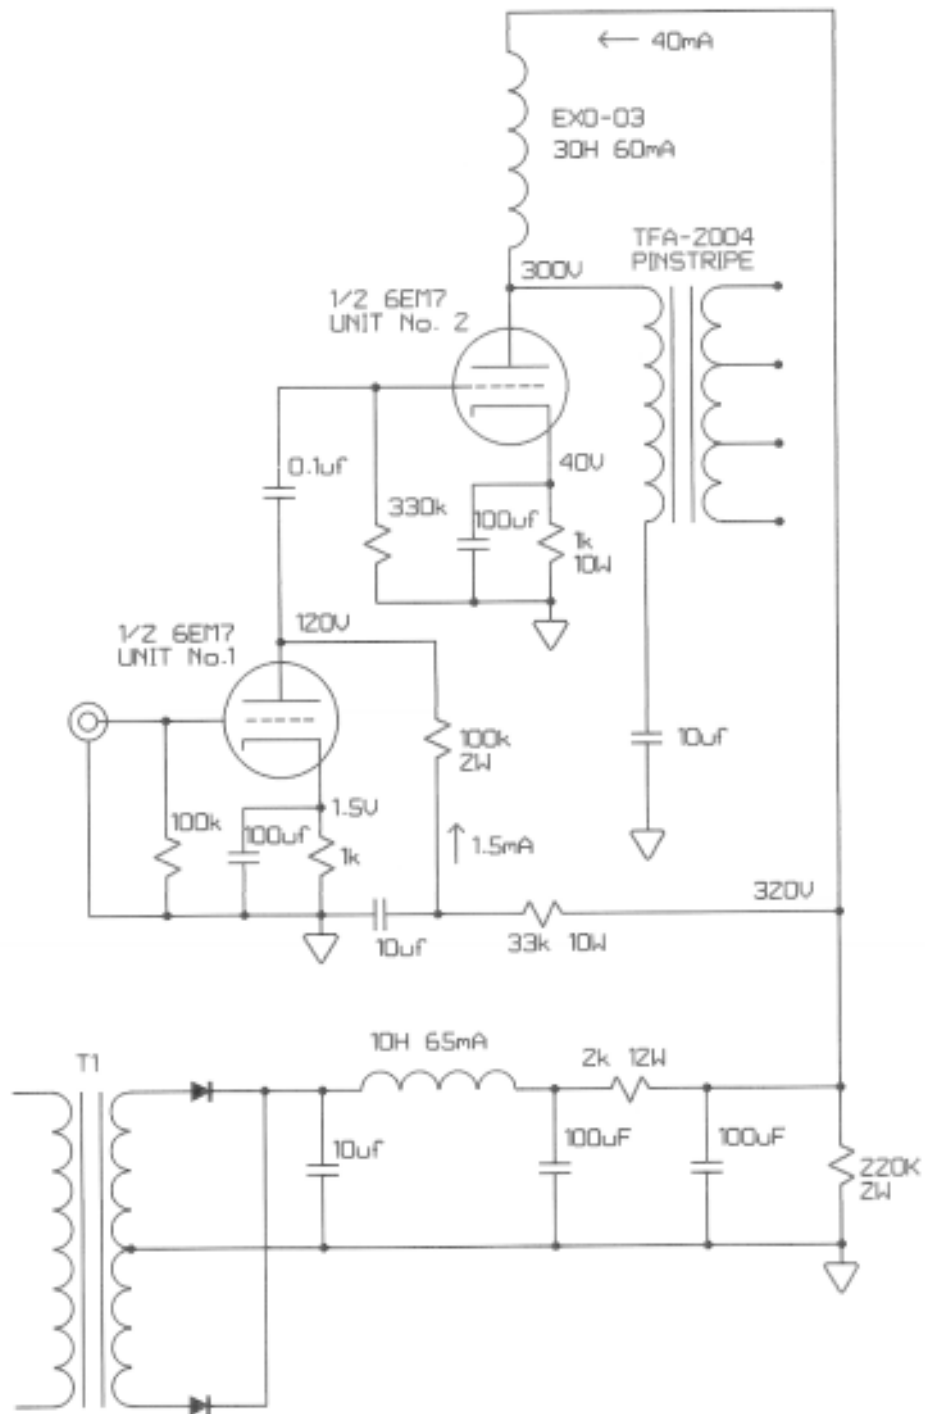 40mA
EXO-03
30H 60mA
TFA-2004
PINSTRIPE
300V
1/2 6EM7
UNIT No. 2
40V
0.1uf
330k
100uf
1k
10W
120V
1/2 6EM7
UNIT No.1
100k
2W
10uf
1.5V
100k
100uf
1k
1.5mA
320V
10uf
33k 10W
10H 65mA
T1
2k 12W
10uf
100uF
100uF
220K
2W